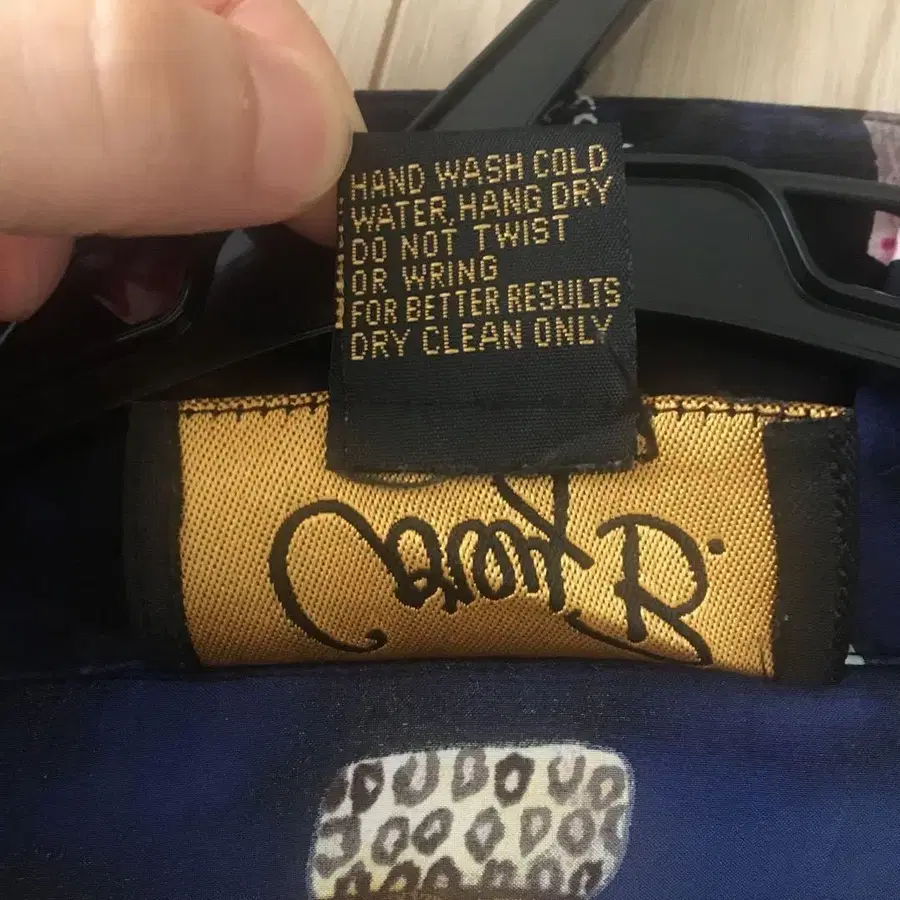 HAND WASH COLD
WATER, HANG DRY
DO NOT TWIST
OR WRING
FOR BETTER RESULTS
DRY CLEAN ONLY
R.